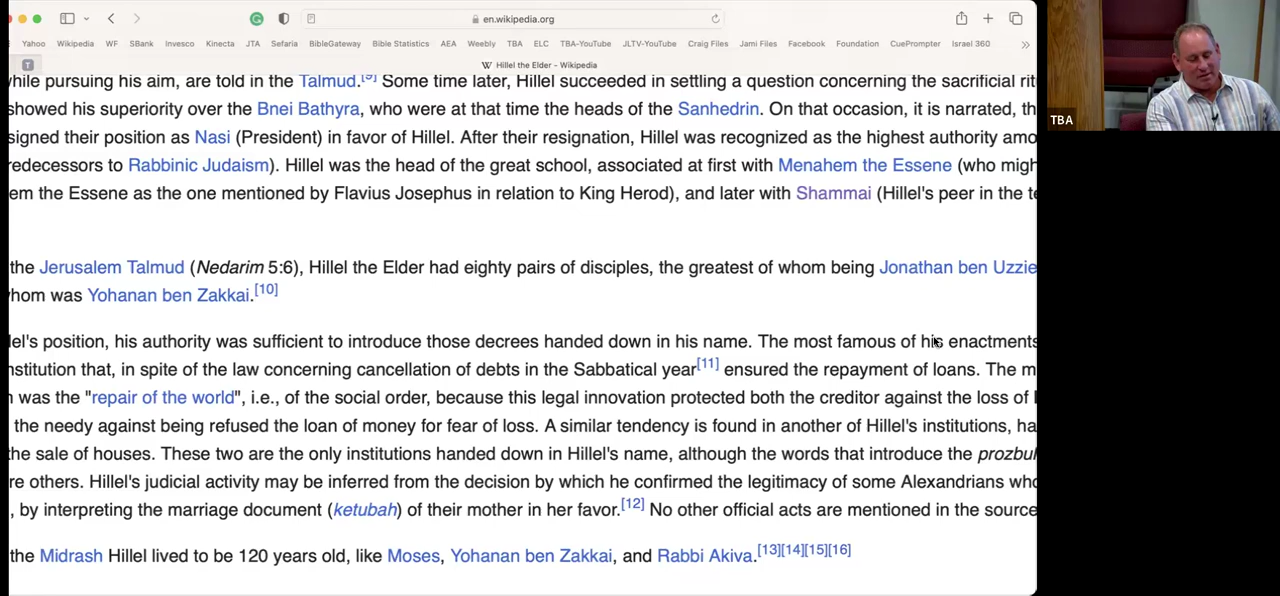 en.wikipedia.org
Yahoo Wikipedia WF SBank Invesco Kinecta JTA Sefaria BibleGateway Bible Statistics AEA Weebly TBA ELC TBA-YouTube JLTV-YouTube Craig Files Jami Files Facebook Foundation CuePrompter Israel 360 »
T W Hillel the Elder - Wikipedia
while pursuing his aim, are told in the Talmud.[9] Some time later, Hillel succeeded in settling a question concerning the sacrificial rit
showed his superiority over the Bnei Bathyra, who were at that time the heads of the Sanhedrin. On that occasion, it is narrated, th
signed their position as Nasi (President) in favor of Hillel. After their resignation, Hillel was recognized as the highest authority amo
redecessors to Rabbinic Judaism). Hillel was the head of the great school, associated at first with Menahem the Essene (who migh
em the Essene as the one mentioned by Flavius Josephus in relation to King Herod), and later with Shammai (Hillel's peer in the te
the Jerusalem Talmud (Nedarim 5:6), Hillel the Elder had eighty pairs of disciples, the greatest of whom being Jonathan ben Uzzie
whom was Yohanan ben Zakkai.[10]
lel's position, his authority was sufficient to introduce those decrees handed down in his name. The most famous of his enactments
nstitution that, in spite of the law concerning cancellation of debts in the Sabbatical year[11] ensured the repayment of loans. The m
n was the "repair of the world", i.e., of the social order, because this legal innovation protected both the creditor against the loss of
the needy against being refused the loan of money for fear of loss. A similar tendency is found in another of Hillel's institutions, ha
the sale of houses. These two are the only institutions handed down in Hillel's name, although the words that introduce the prozbul
re others. Hillel's judicial activity may be inferred from the decision by which he confirmed the legitimacy of some Alexandrians who
, by interpreting the marriage document (ketubah) of their mother in her favor.[12] No other official acts are mentioned in the source
the Midrash Hillel lived to be 120 years old, like Moses, Yohanan ben Zakkai, and Rabbi Akiva.[13][14][15][16]
TBA